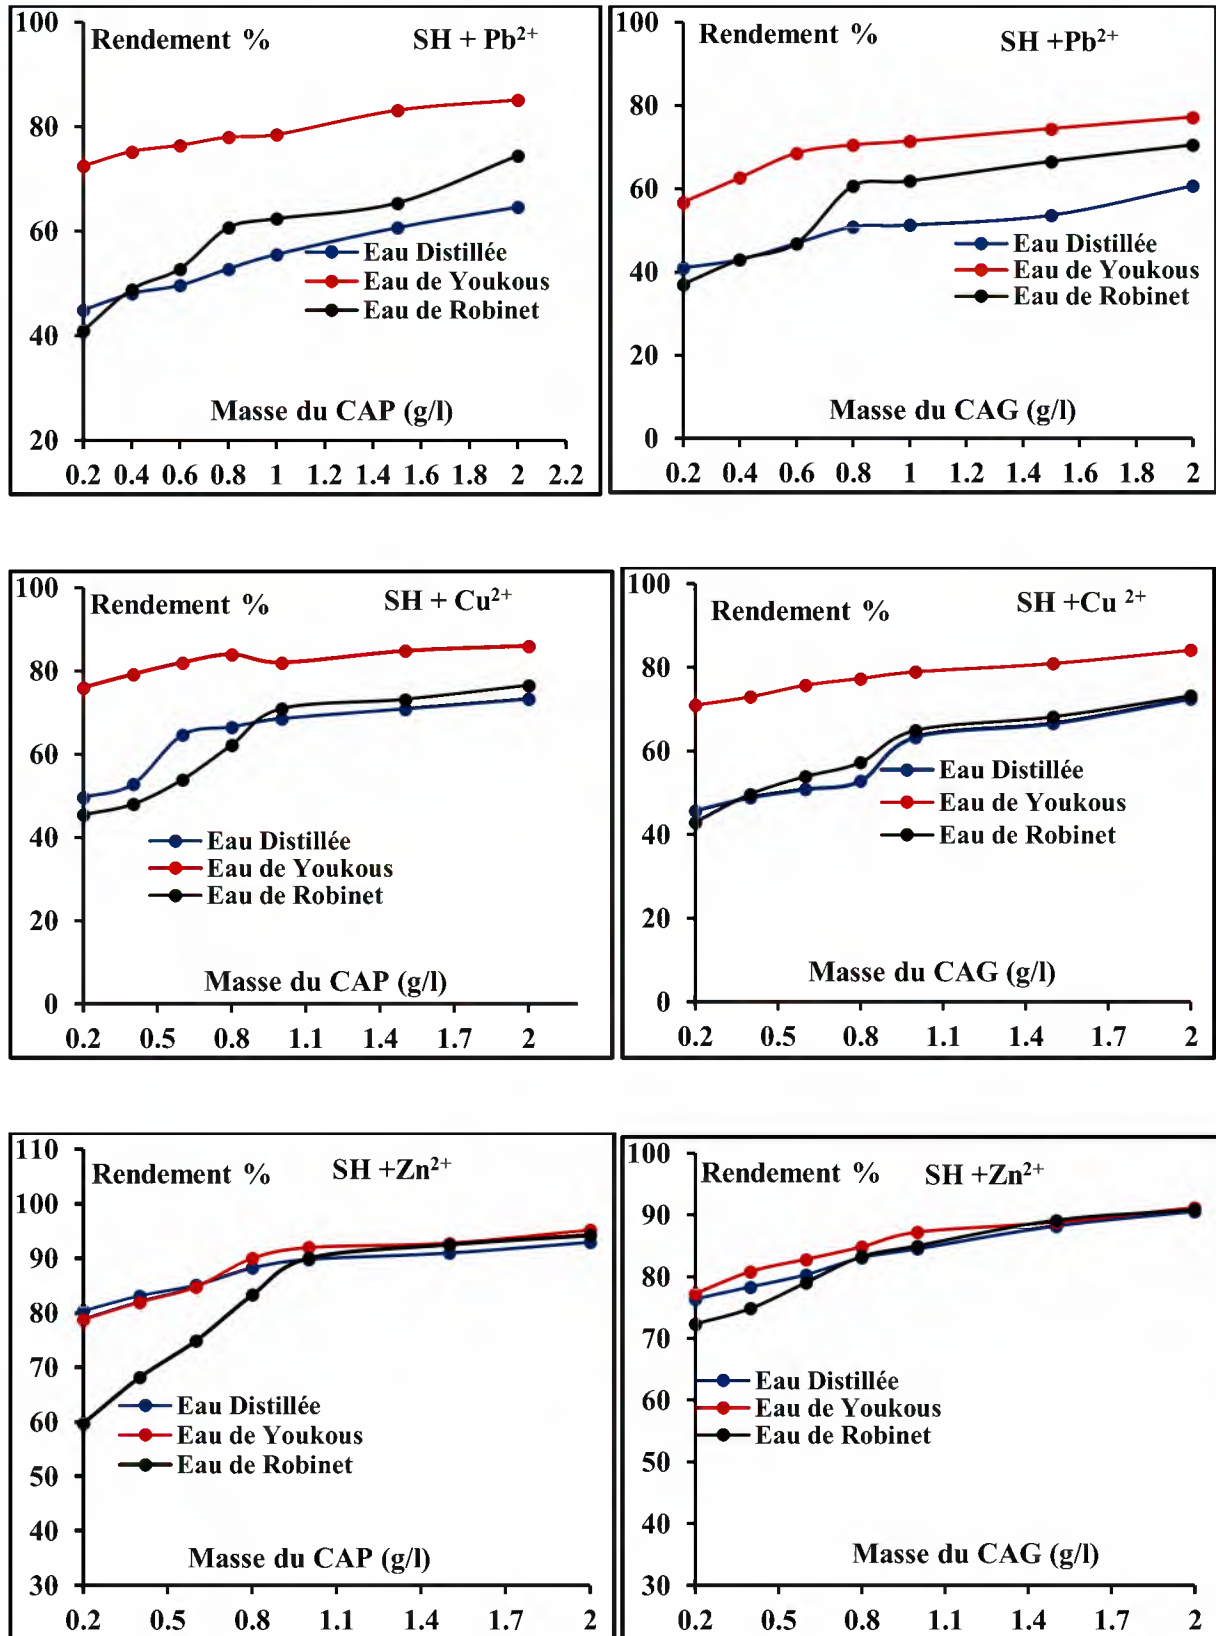 Rendement %
SH + Pb²⁺
100
80
60
40
20
Eau Distillée
Eau de Youkous
Eau de Robinet
Masse du CAP (g/l)
0.2 0.4 0.6 0.8 1 1.2 1.4 1.6 1.8 2 2.2
Rendement %
SH +Pb²⁺
100
80
60
40
20
0
Eau Distillée
Eau de Youkous
Eau de Robinet
Masse du CAG (g/l)
0.2 0.4 0.6 0.8 1 1.2 1.4 1.6 1.8 2
Rendement %
SH + Cu²⁺
100
80
60
40
20
0
Eau Distillée
Eau de Youkous
Eau de Robinet
Masse du CAP (g/l)
0.2 0.5 0.8 1.1 1.4 1.7 2
Rendement %
SH +Cu ²⁺
100
80
60
40
20
0
Eau Distillée
Eau de Youkous
Eau de Robinet
Masse du CAG (g/l)
0.2 0.5 0.8 1.1 1.4 1.7 2
Rendement %
SH +Zn²⁺
110
100
90
80
70
60
50
40
30
Eau Distillée
Eau de Youkous
Eau de Robinet
Masse du CAP (g/l)
0.2 0.5 0.8 1.1 1.4 1.7 2
Rendement %
SH +Zn²⁺
100
90
80
70
60
50
40
30
Eau Distillée
Eau de Youkous
Eau de Robinet
Masse du CAG (g/l)
0.2 0.5 0.8 1.1 1.4 1.7 2